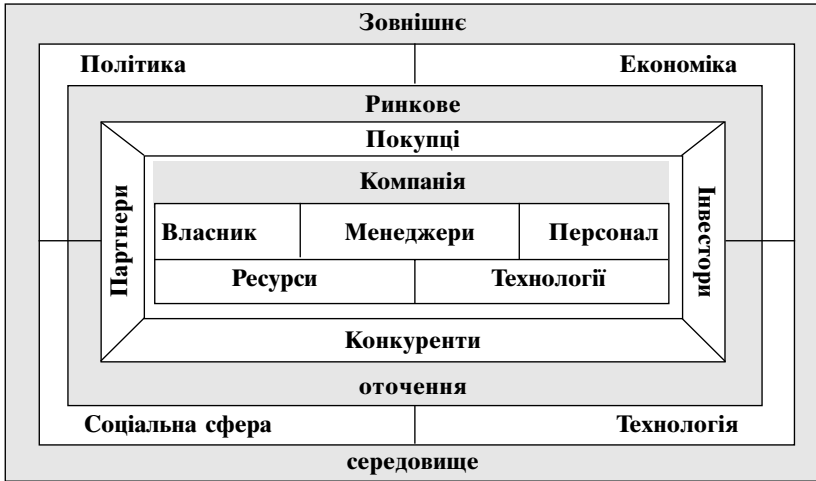 Зовнішнє
Політика
Економіка
Ринкове
Покупці
Компанія
Партнери
Інвестори
Власник
Менеджери
Персонал
Ресурси
Технології
Конкуренти
оточення
Соціальна сфера
Технологія
середовище